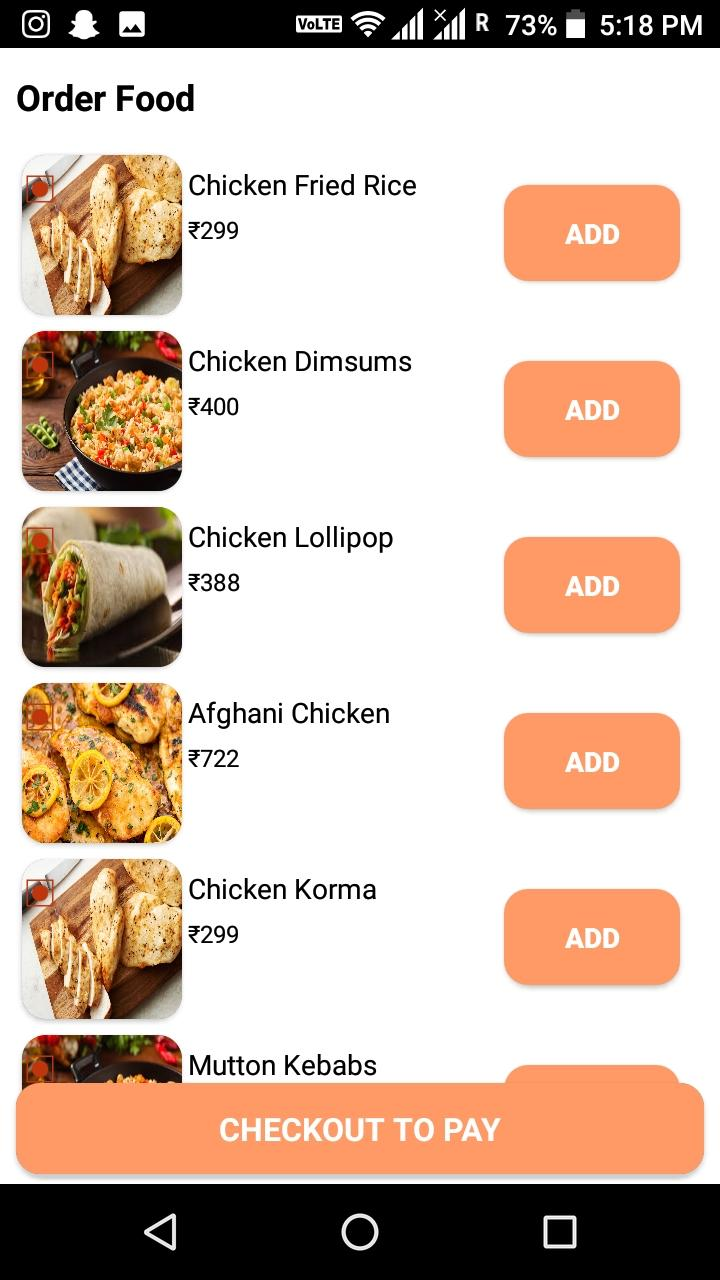 VoLTE R 73% 5:18 PM
Order Food
Chicken Fried Rice
₹299
ADD
Chicken Dimsums
₹400
ADD
Chicken Lollipop
₹388
ADD
Afghani Chicken
₹722
ADD
Chicken Korma
₹299
ADD
Mutton Kebabs
CHECKOUT TO PAY